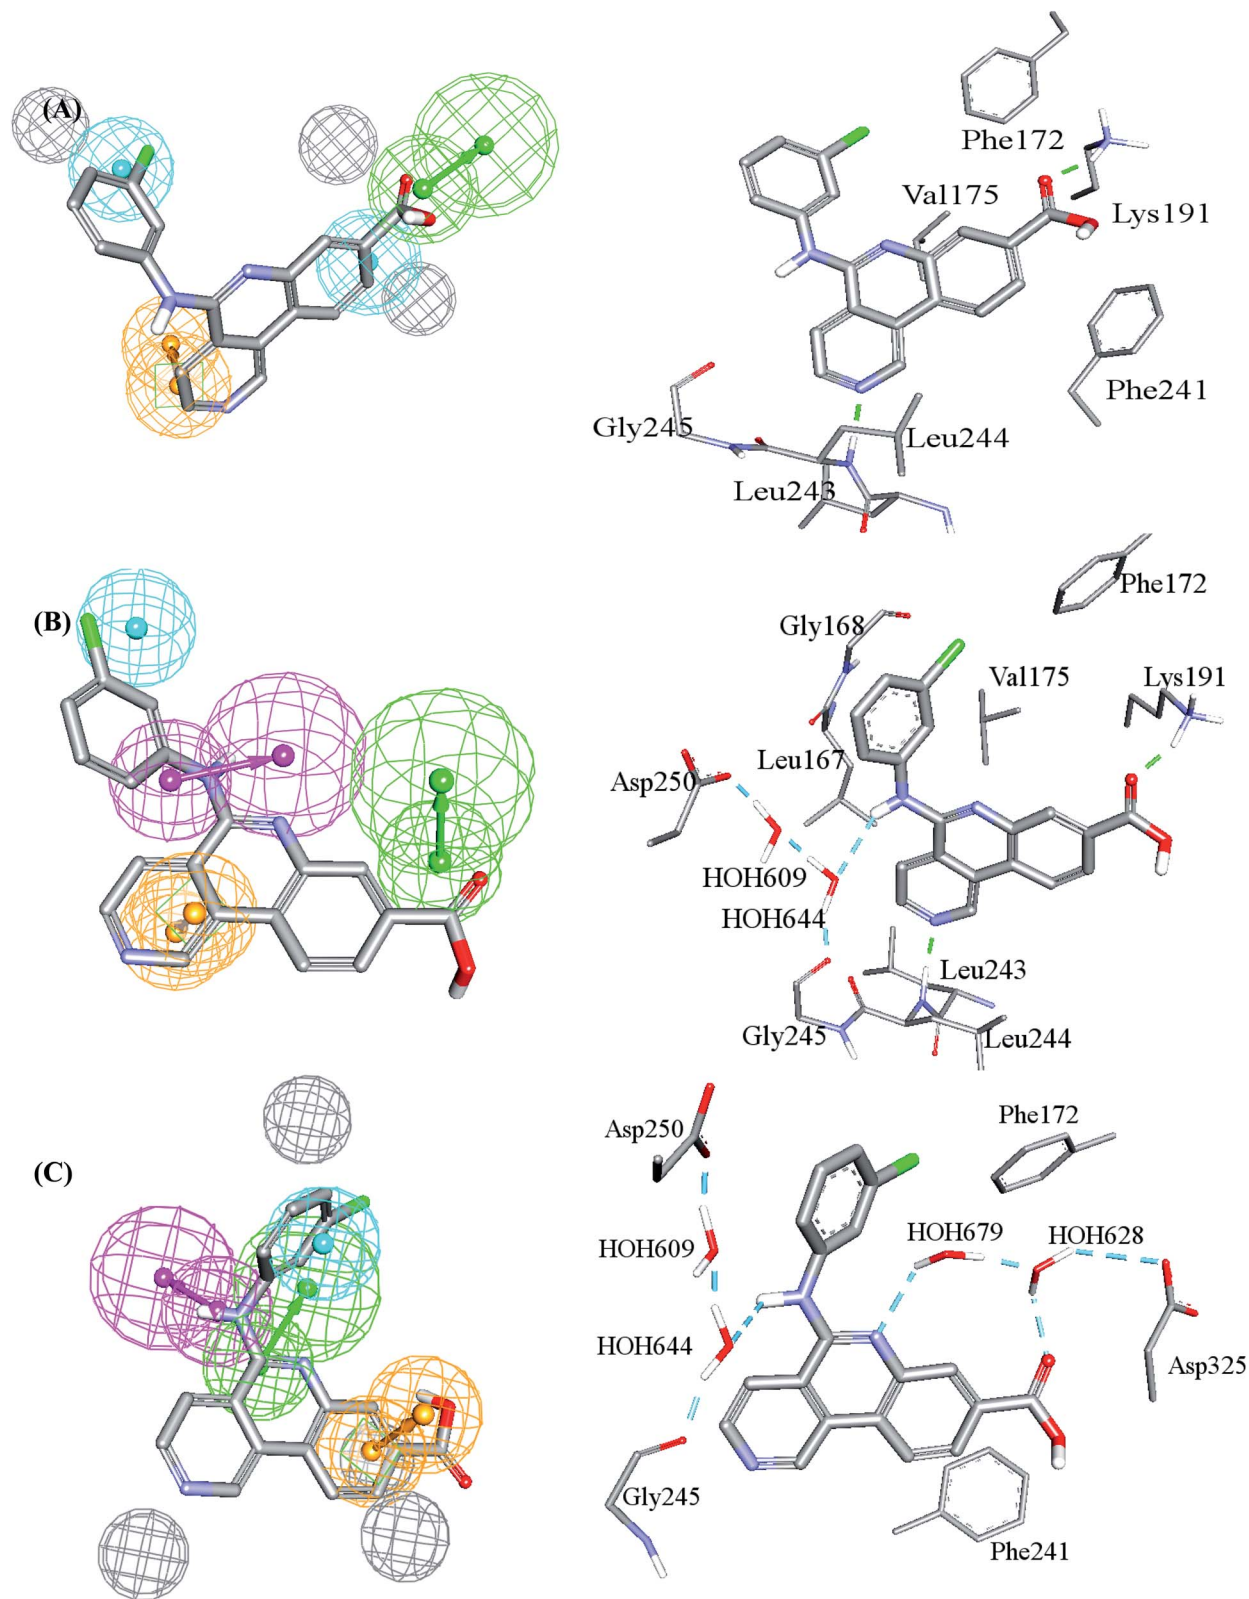 (A)
Phe172
Val175
Lys191
Phe241
Gly245
Leu244
Leu243
(B)
Phe172
Gly168
Val175
Lys191
Leu167
Asp250
HOH609
HOH644
Leu243
Gly245
Leu244
(C)
Asp250
Phe172
HOH679
HOH628
HOH609
HOH644
Asp325
Gly245
Phe241